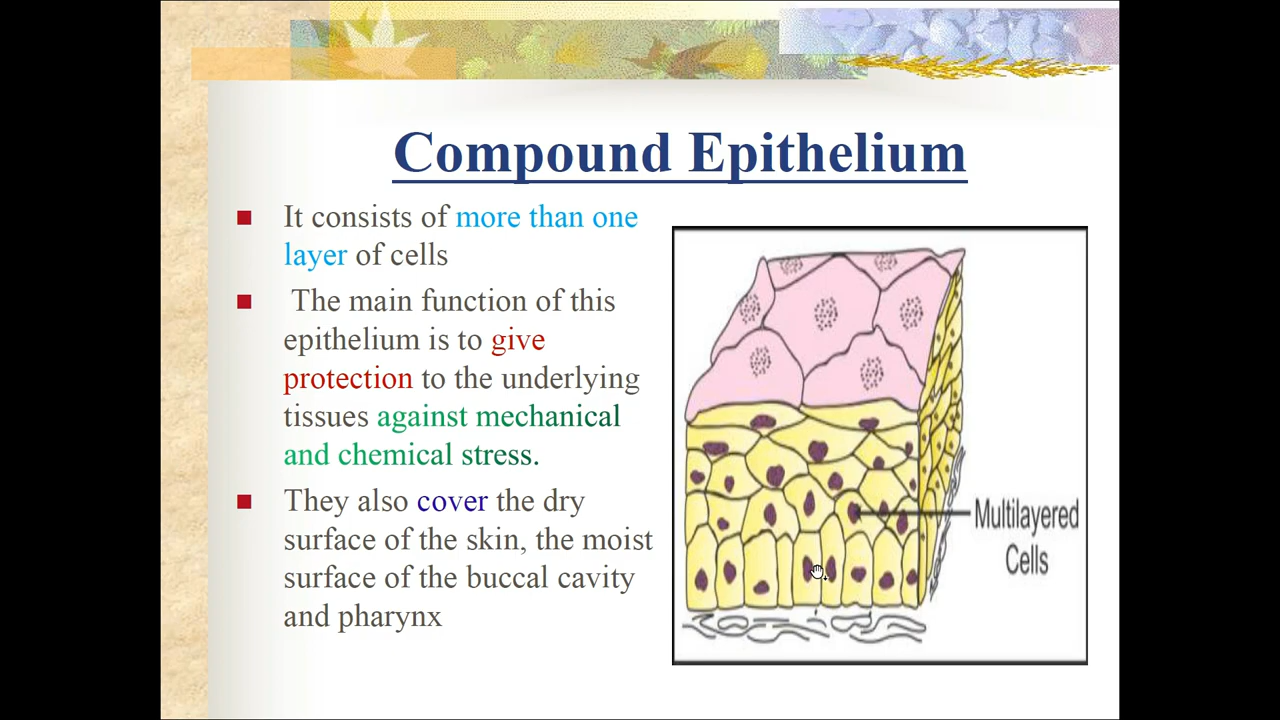 Compound Epithelium
It consists of more than one
layer of cells
The main function of this
epithelium is to give
protection to the underlying
tissues against mechanical
and chemical stress.
They also cover the dry
surface of the skin, the moist
surface of the buccal cavity
and pharynx
Multilayered
Cells